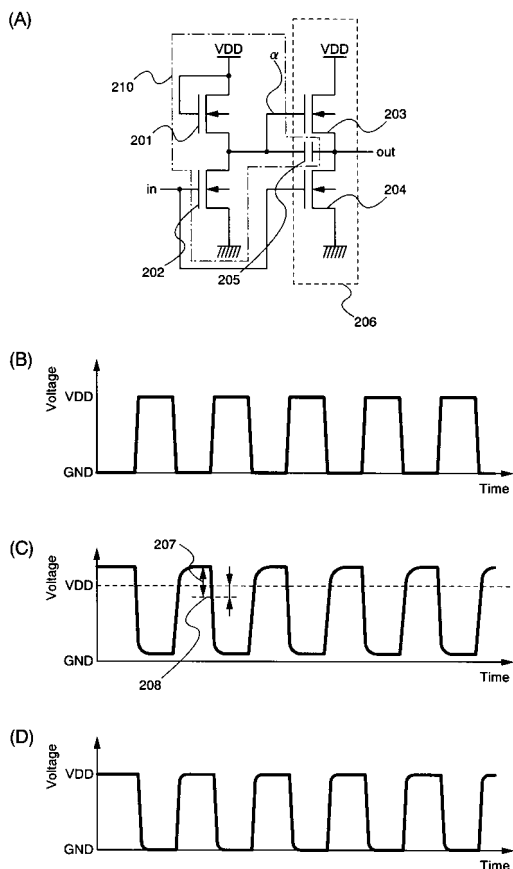 (A)
VDD
VDD
210
α
201
203
out
in
204
202
205
206
(B)
Voltage
VDD
GND
Time
(C)
Voltage
207
VDD
GND
208
Time
(D)
Voltage
VDD
GND
Time